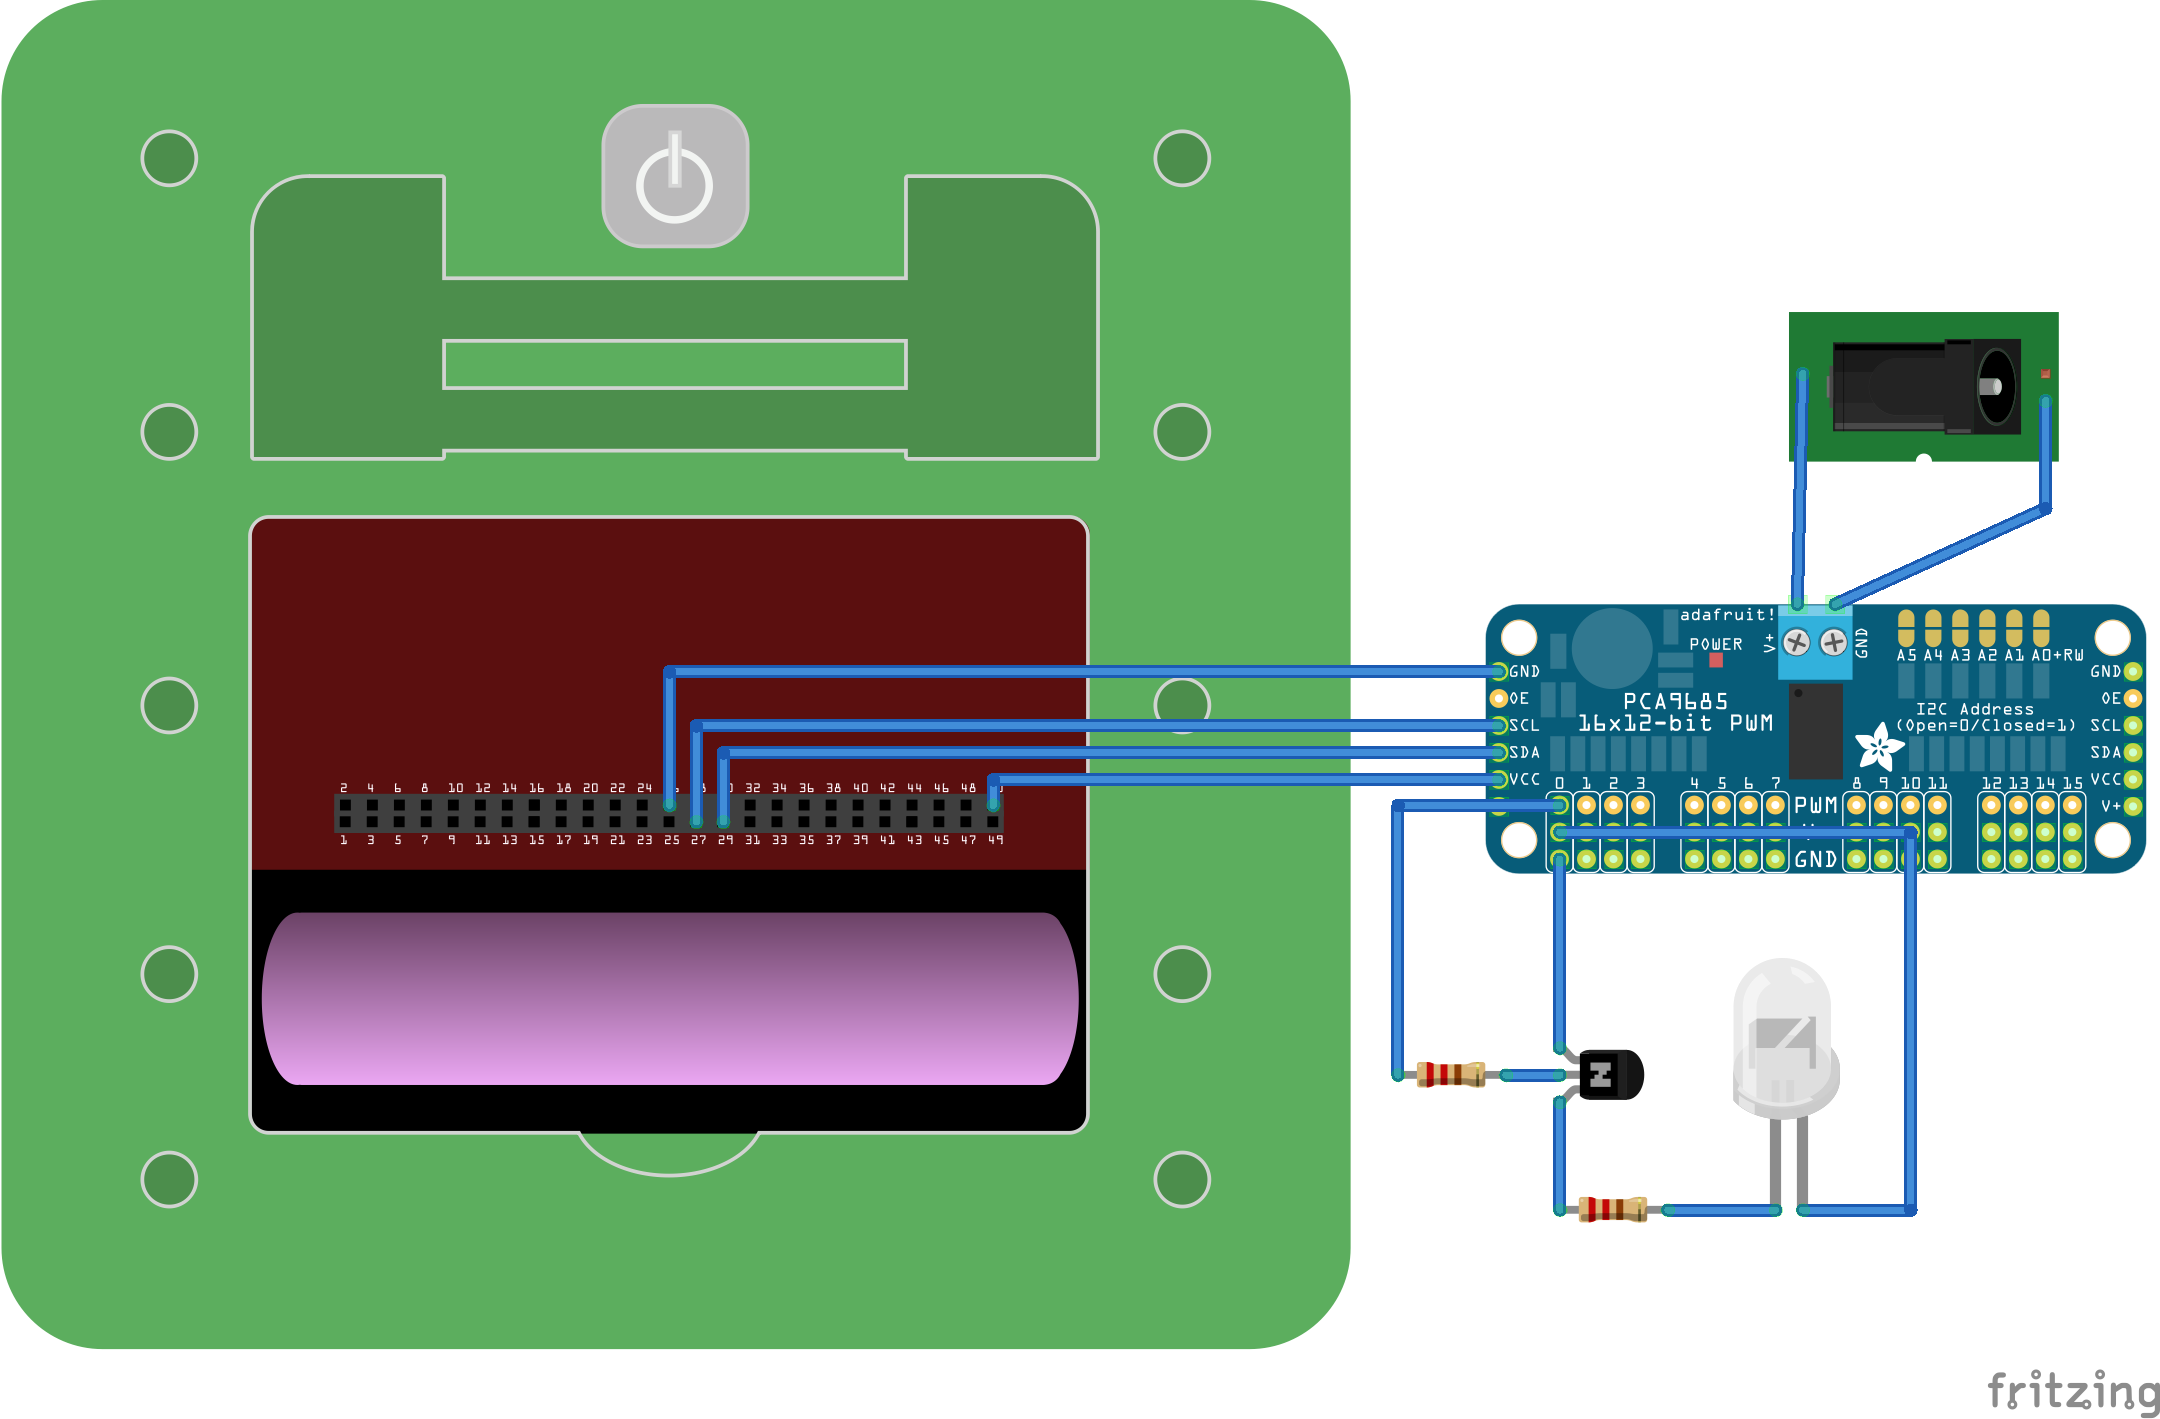 adafruit!
POWER
V+
GND
A5 A4 A3 A2 A1 A0+RW
GND
OE
SCL
SDA
VCC
PCA9685
16x12-bit PWM
I2C Address
(Open=0/Closed=1)
GND
OE
SCL
SDA
VCC
V+
0 1 2 3 4 5 6 7 8 9 10 11 12 13 14 15
PWM
GND
2 4 6 8 10 12 14 16 18 20 22 24 32 34 36 38 40 42 44 46 48
1 3 5 7 9 11 13 15 17 19 21 23 25 27 29 31 33 35 37 39 41 43 45 47 49
N
fritzing